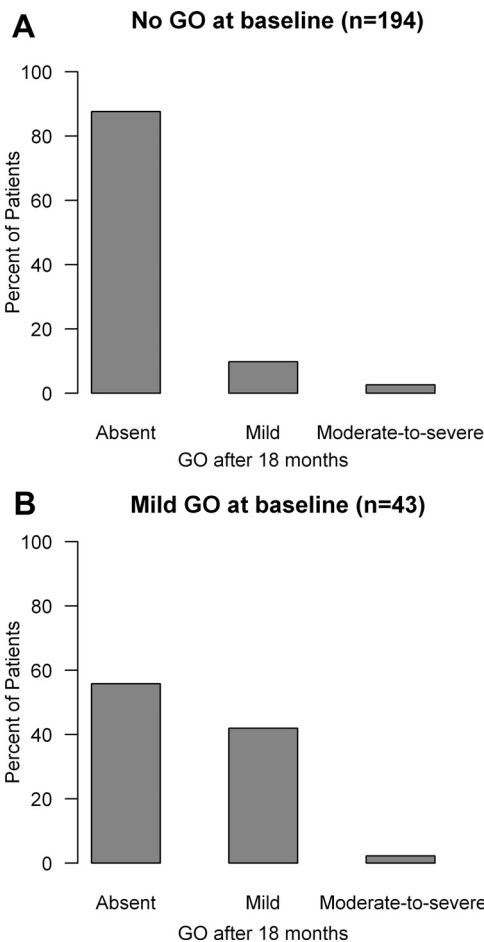 A
No GO at baseline (n=194)
Percent of Patients
100
80
60
40
20
0
Absent Mild Moderate-to-severe
GO after 18 months
B
Mild GO at baseline (n=43)
Percent of Patients
100
80
60
40
20
0
Absent Mild Moderate-to-severe
GO after 18 months